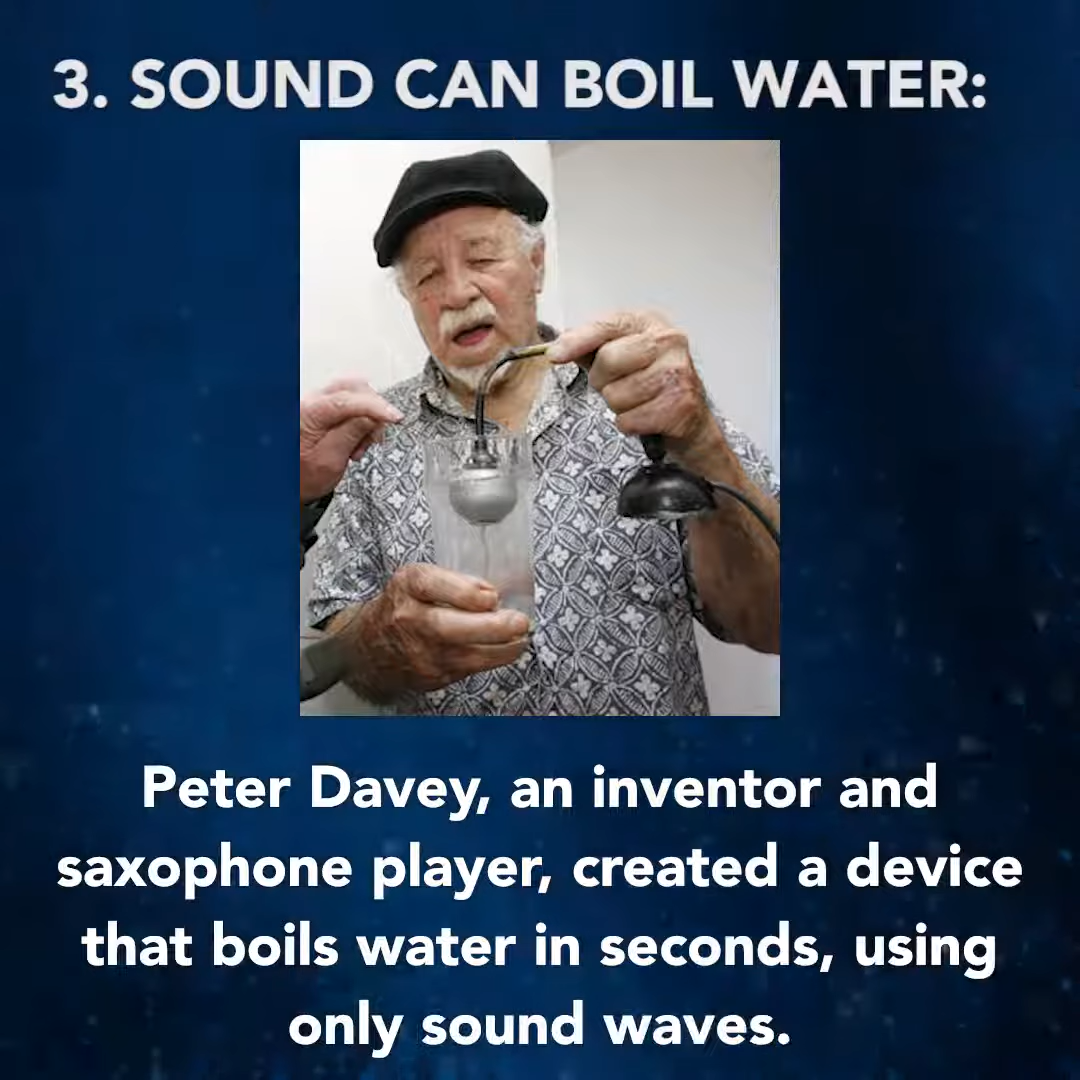 3. SOUND CAN BOIL WATER:
Peter Davey, an inventor and
saxophone player, created a device
that boils water in seconds, using
only sound waves.